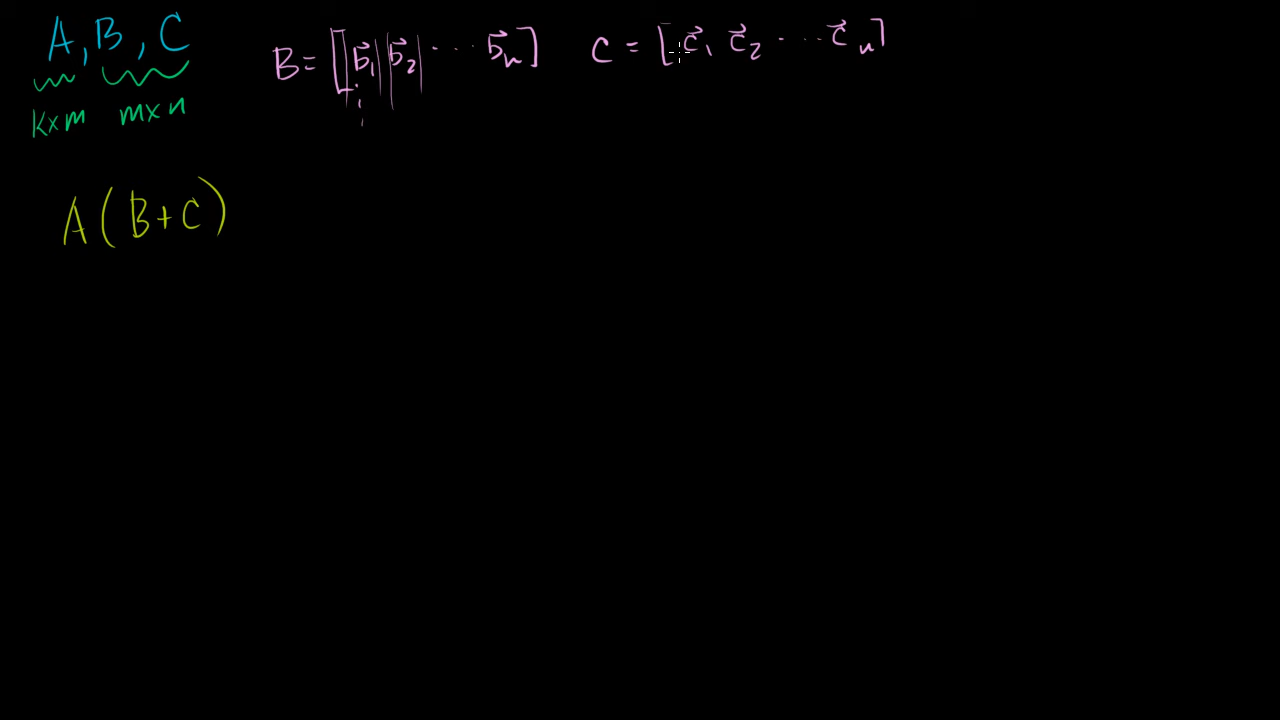 A, B, C
B = [b⃗₁ b⃗₂ ... b⃗ₙ] C = [c⃗₁ c⃗₂ ... c⃗ₙ]
k×m m×n
A(B+C)